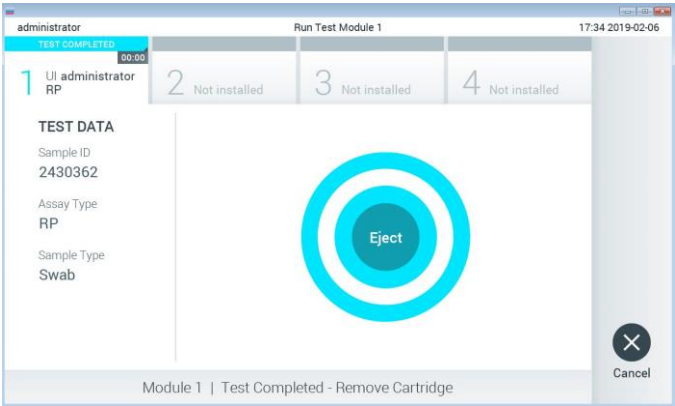 administrator
Run Test Module 1
17:34 2019-02-06
TEST COMPLETED
00:00
1
UI administrator
RP
2 Not installed
3 Not installed
4 Not installed
TEST DATA
Sample ID
2430362
Assay Type
RP
Sample Type
Swab
Eject
Cancel
Module 1 | Test Completed - Remove Cartridge